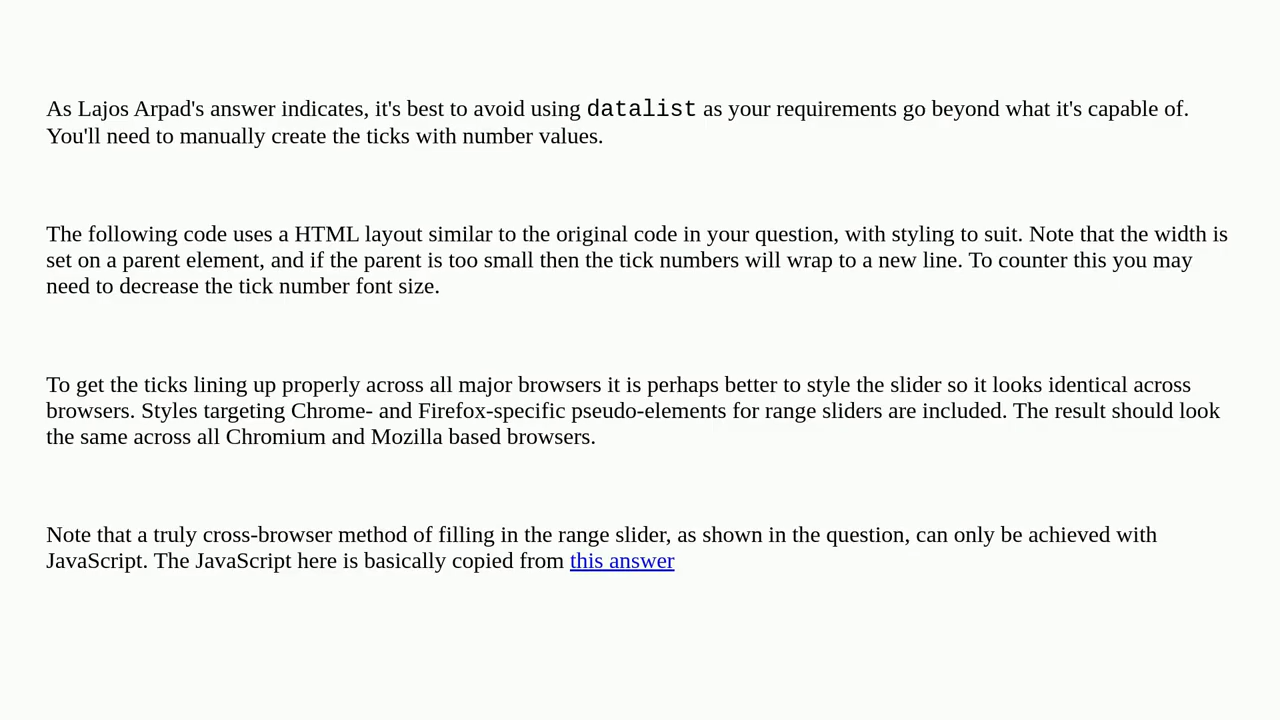 As Lajos Arpad's answer indicates, it's best to avoid using datalist as your requirements go beyond what it's capable of.
You'll need to manually create the ticks with number values.
The following code uses a HTML layout similar to the original code in your question, with styling to suit. Note that the width is
set on a parent element, and if the parent is too small then the tick numbers will wrap to a new line. To counter this you may
need to decrease the tick number font size.
To get the ticks lining up properly across all major browsers it is perhaps better to style the slider so it looks identical across
browsers. Styles targeting Chrome- and Firefox-specific pseudo-elements for range sliders are included. The result should look
the same across all Chromium and Mozilla based browsers.
Note that a truly cross-browser method of filling in the range slider, as shown in the question, can only be achieved with
JavaScript. The JavaScript here is basically copied from this answer